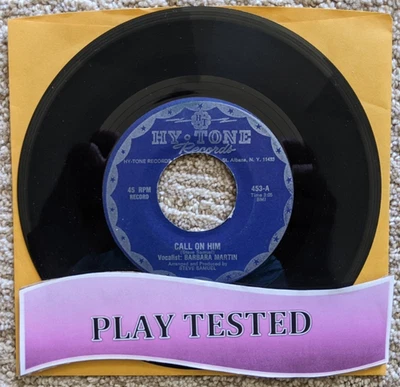 HY·TONE
Records
HY-TONE RECORDS
St. Albans, N. Y. 11433
45 RPM
RECORD
453-A
CALL ON HIM
Vocalist: BARBARA MARTIN
Arranged and Produced by
STEVE SAMUEL
PLAY TESTED